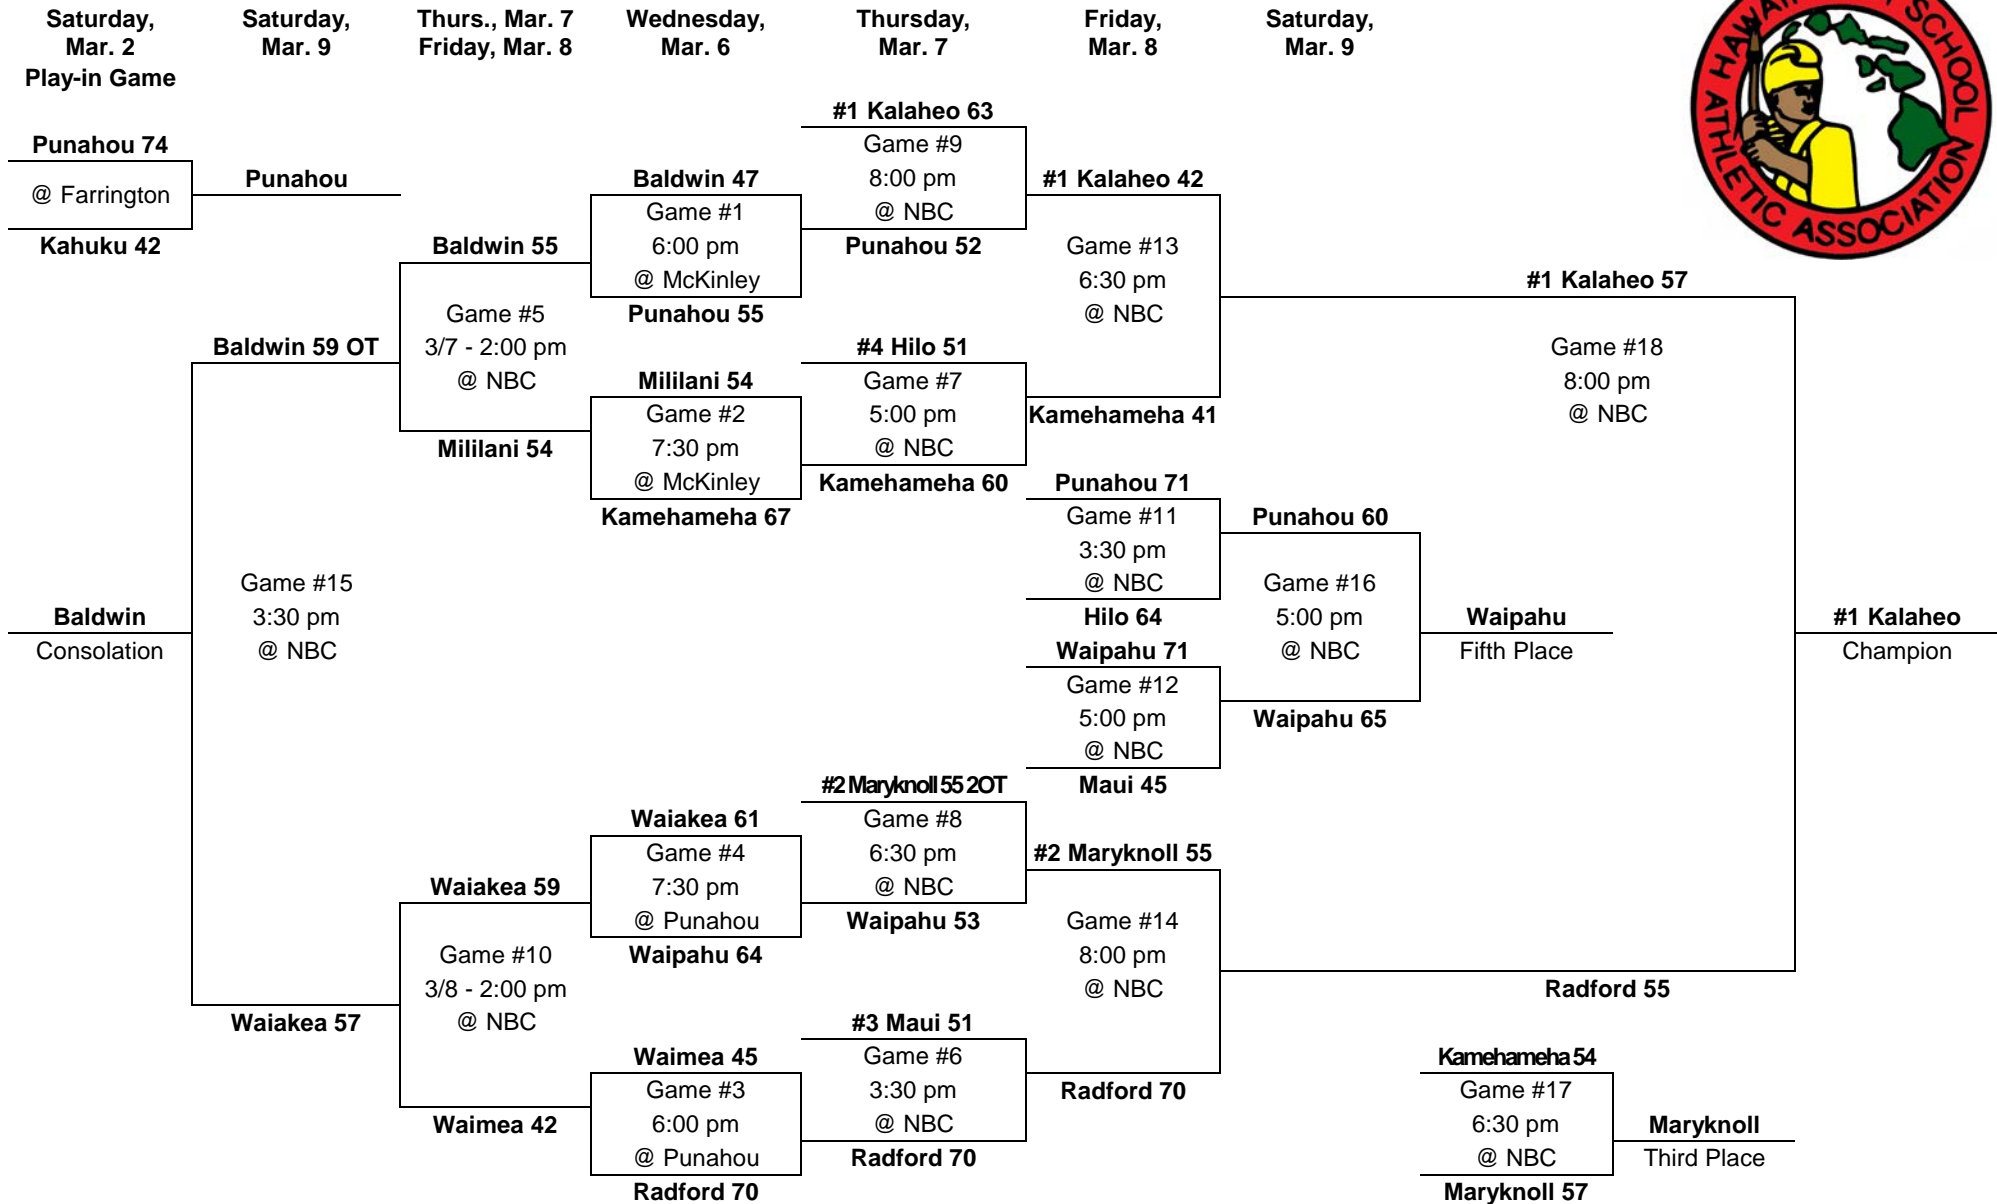 Saturday,
Mar. 2
Play-in Game
Saturday,
Mar. 9
Thurs., Mar. 7
Friday, Mar. 8
Wednesday,
Mar. 6
Thursday,
Mar. 7
Friday,
Mar. 8
Saturday,
Mar. 9
Punahou 74
@ Farrington
Kahuku 42
Baldwin
Consolation
Punahou
Baldwin 59 OT
Game #15
3:30 pm
@ NBC
Waiakea 57
Baldwin 55
Game #5
3/7 - 2:00 pm
@ NBC
Mililani 54
Waiakea 59
Game #10
3/8 - 2:00 pm
@ NBC
Waimea 42
Baldwin 47
Game #1
6:00 pm
@ McKinley
Punahou 55
Mililani 54
Game #2
7:30 pm
@ McKinley
Kamehameha 67
Waiakea 61
Game #4
7:30 pm
@ Punahou
Waipahu 64
Waimea 45
Game #3
6:00 pm
@ Punahou
Radford 70
#1 Kalaheo 63
Game #9
8:00 pm
@ NBC
Punahou 52
#4 Hilo 51
Game #7
5:00 pm
@ NBC
Kamehameha 60
#2 Maryknoll 55 2OT
Game #8
6:30 pm
@ NBC
Waipahu 53
#3 Maui 51
Game #6
3:30 pm
@ NBC
Radford 70
#1 Kalaheo 42
Game #13
6:30 pm
@ NBC
Kamehameha 41
Punahou 71
Game #11
3:30 pm
@ NBC
Hilo 64
Waipahu 71
Game #12
5:00 pm
@ NBC
Maui 45
#2 Maryknoll 55
Game #14
8:00 pm
@ NBC
Radford 70
Punahou 60
Game #16
5:00 pm
@ NBC
Waipahu 65
Waipahu
Fifth Place
#1 Kalaheo 57
Game #18
8:00 pm
@ NBC
Radford 55
#1 Kalaheo
Champion
Kamehameha 54
Game #17
6:30 pm
@ NBC
Maryknoll 57
Maryknoll
Third Place
SCHOOL
ATHLETIC ASSOCIATION